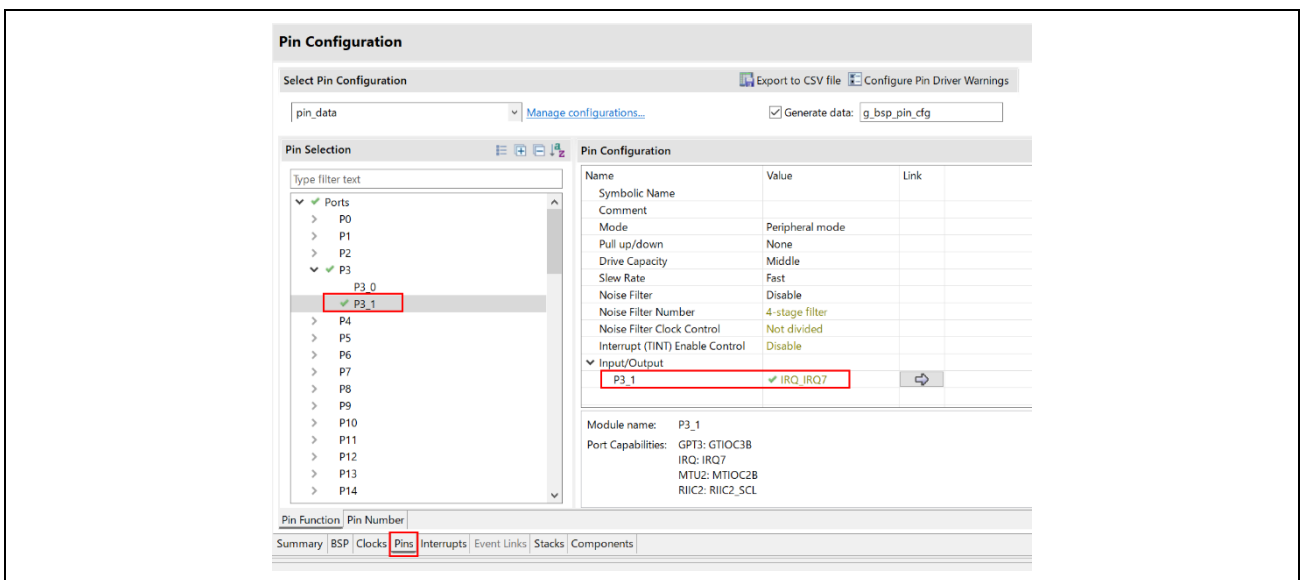 Pin Configuration
Select Pin Configuration
Export to CSV file Configure Pin Driver Warnings
pin_data Manage configurations... Generate data: g_bsp_pin_cfg
Pin Selection
Type filter text
Ports
P0
P1
P2
P3
P3_0
P3_1
P4
P5
P6
P7
P8
P9
P10
P11
P12
P13
P14
Pin Configuration
Name Value Link
Symbolic Name
Comment
Mode Peripheral mode
Pull up/down None
Drive Capacity Middle
Slew Rate Fast
Noise Filter Disable
Noise Filter Number 4-stage filter
Noise Filter Clock Control Not divided
Interrupt (TINT) Enable Control Disable
Input/Output
P3_1 IRQ_IRQ7
Module name: P3_1
Port Capabilities: GPT3: GTIOC3B
IRQ: IRQ7
MTU2: MTIOC2B
RIIC2: RIIC2_SCL
Pin Function Pin Number
Summary BSP Clocks Pins Interrupts Event Links Stacks Components